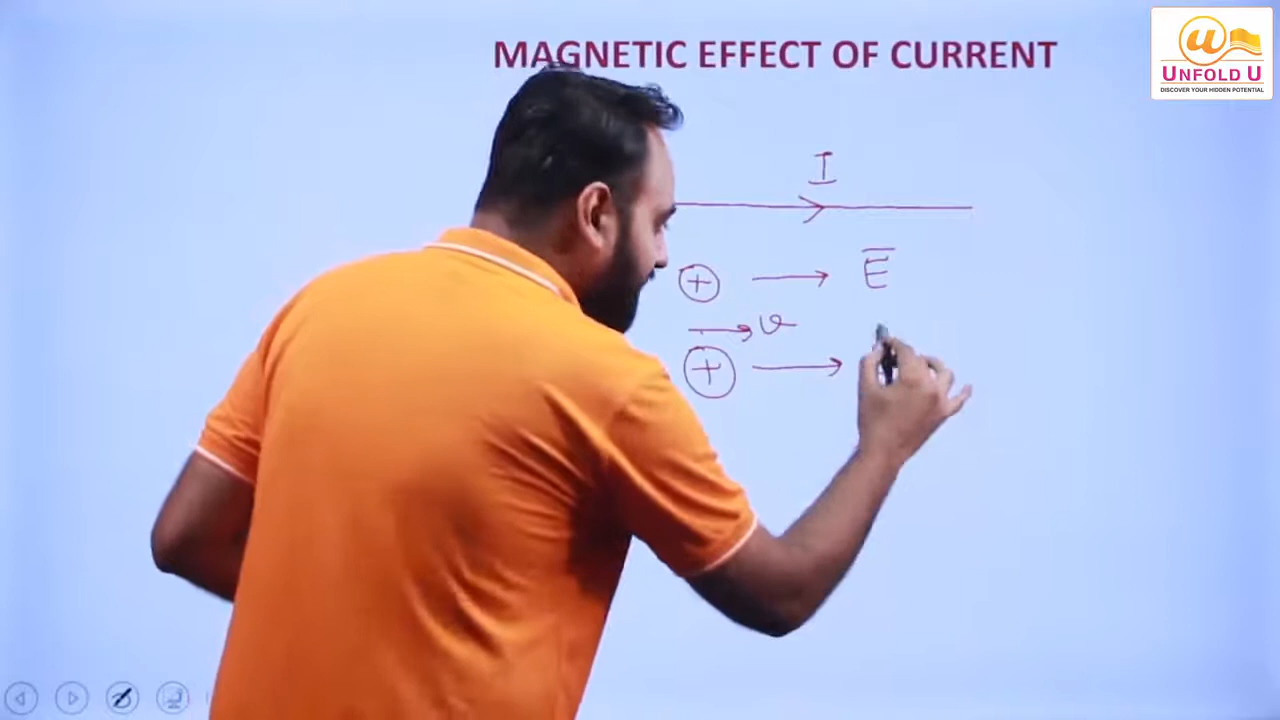 MAGNETIC EFFECT OF CURRENT
u
UNFOLD U
DISCOVER YOUR HIDDEN POTENTIAL
I
+ → E̅
→ v
+ →